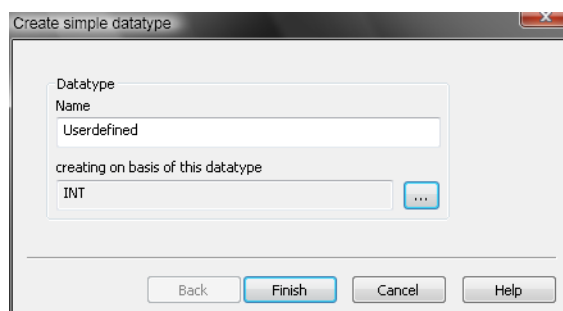 Create simple datatype
Datatype
Name
Userdefined
creating on basis of this datatype
INT
...
Back Finish Cancel Help